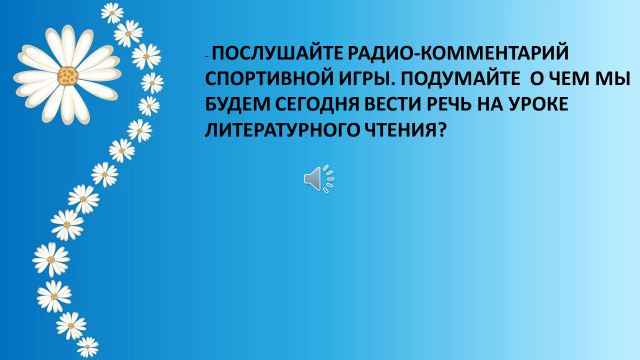 - ПОСЛУШАЙТЕ РАДИО-КОММЕНТАРИЙ
СПОРТИВНОЙ ИГРЫ. ПОДУМАЙТЕ О ЧЕМ МЫ
БУДЕМ СЕГОДНЯ ВЕСТИ РЕЧЬ НА УРОКЕ
ЛИТЕРАТУРНОГО ЧТЕНИЯ?